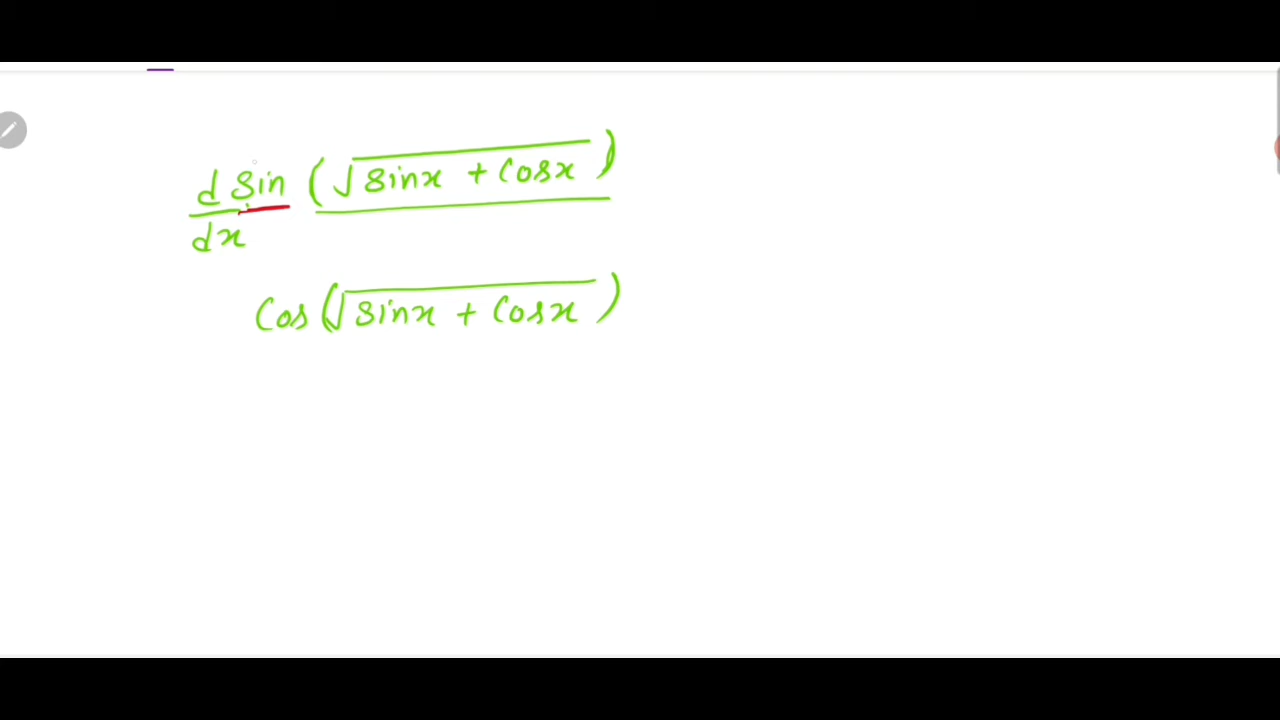 d/dx sin (√sinx + cosx)
cos (√sinx + cosx)